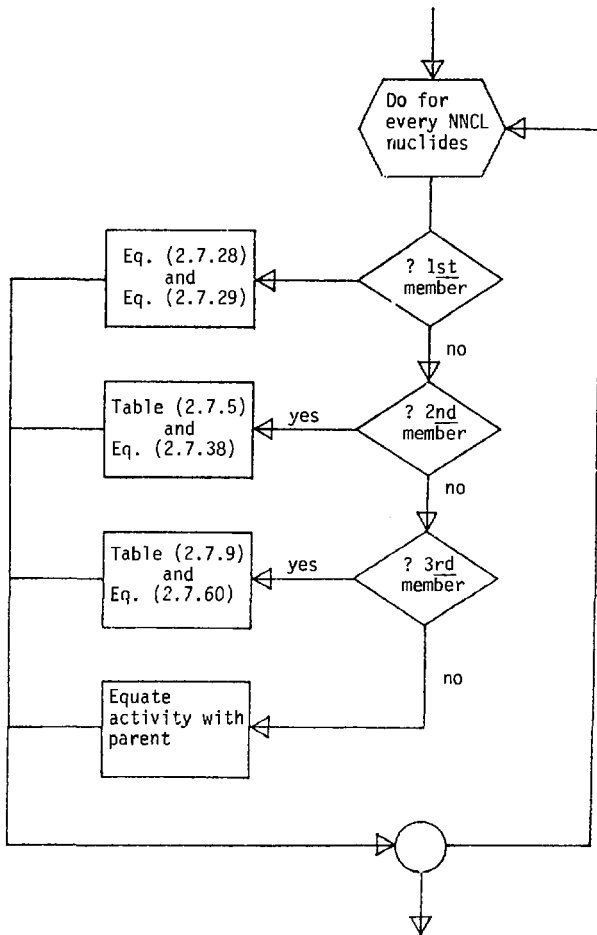 Do for
every NNCL
nuclides
Eq. (2.7.28)
and
Eq. (2.7.29)
? 1st
member
no
Table (2.7.5)
and
Eq. (2.7.38)
yes
? 2nd
member
no
Table (2.7.9)
and
Eq. (2.7.60)
yes
? 3rd
member
no
Equate
activity with
parent